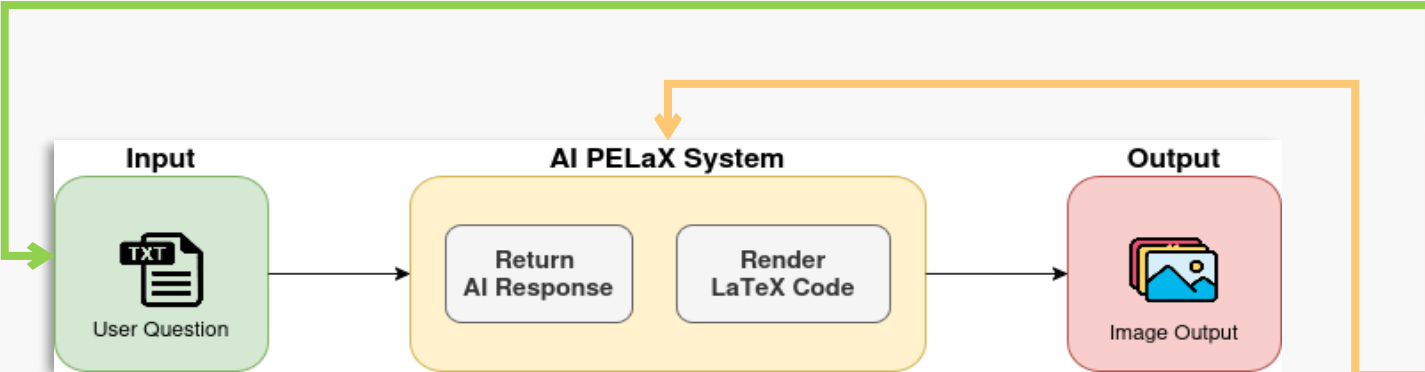 Input
AI PELaX System
Output
TXT
User Question
Return
AI Response
Render
LaTeX Code
Image Output